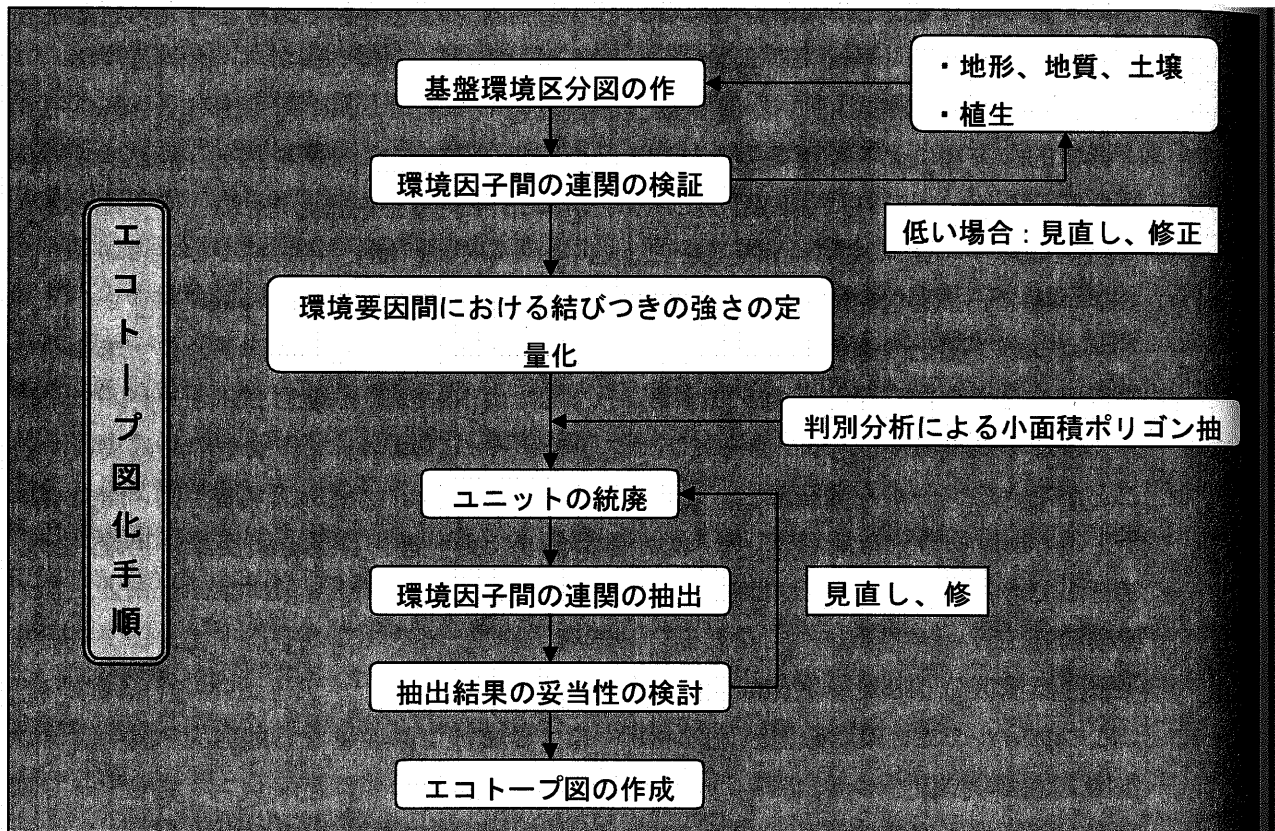 エコトープ図化手順
基盤環境区分図の作
・地形、地質、土壌
・植生
環境因子間の連関の検証
低い場合：見直し、修正
環境要因間における結びつきの強さの定
量化
判別分析による小面積ポリゴン抽
ユニットの統廃
環境因子間の連関の抽出
見直し、修
抽出結果の妥当性の検討
エコトープ図の作成